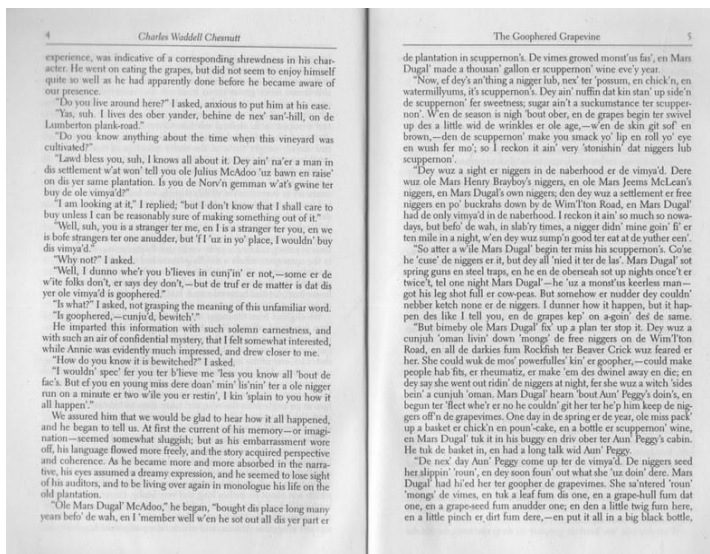 4
Charles Waddell Chesnutt
experience, was indicative of a corresponding shrewdness in his char-
acter. He went on eating the grapes, but did not seem to enjoy himself
quite so well as he had apparently done before he became aware of
our presence.
"Do you live around here?" I asked, anxious to put him at his ease.
"Yas, suh. I lives des ober yander, behine de nex' san'-hill, on de
Lumberton plank-road."
"Do you know anything about the time when this vineyard was
cultivated?"
"Lawd bless you, suh, I knows all about it. Dey ain' na'er a man in
dis settlement w'at won' tell you ole Julius McAdoo 'uz bawn en raise'
on dis yer same plantation. Is you de Norv'n gemman w'at's gwine ter
buy de ole vimya'd?"
"I am looking at it," I replied; "but I don't know that I shall care to
buy unless I can be reasonably sure of making something out of it."
"Well, suh, you is a stranger ter me, en I is a stranger ter you, en we
is bofe strangers ter one anudder, but 'f I 'uz in yo' place, I wouldn' buy
dis vimya'd."
"Why not?" I asked.
"Well, I dunno whe'r you b'lieves in cunj'in' er not,—some er de
w'ite folks don't, er says dey don't,—but de truf er de matter is dat dis
yer ole vimya'd is goophered."
"Is what?" I asked, not grasping the meaning of this unfamiliar word.
"Is goophered,—cunju'd, bewitch'."
He imparted this information with such solemn earnestness, and
with such an air of confidential mystery, that I felt somewhat interested,
while Annie was evidently much impressed, and drew closer to me.
"How do you know it is bewitched?" I asked.
"I wouldn' spec' fer you ter b'lieve me 'less you know all 'bout de
fac's. But ef you en young miss dere doan' min' lis'nin' ter a ole nigger
run on a minute er two w'ile you er restin', I kin 'splain to you how it
all happen'."
We assured him that we would be glad to hear how it all happened,
and he began to tell us. At first the current of his memory—or imagi-
nation—seemed somewhat sluggish; but as his embarrassment wore
off, his language flowed more freely, and the story acquired perspective
and coherence. As he became more and more absorbed in the narra-
tive, his eyes assumed a dreamy expression, and he seemed to lose sight
of his auditors, and to be living over again in monologue his life on the
old plantation.
"Ole Mars Dugal' McAdoo," he began, "bought dis place long many
years befo' de wah, en I 'member well w'en he sot out all dis yer part er
The Goophered Grapevine
5
de plantation in scuppernon's. De vimes growed monst'us fas', en Mars
Dugal' made a thousan' gallon er scuppernon' wine eve'y year.
"Now, ef dey's an'thing a nigger lub, nex' ter 'possum, en chick'n, en
watermillyums, it's scuppernon's. Dey ain' nuffin dat kin stan' up side'n
de scuppernon' fer sweetness; sugar ain't a suckumstance ter scupper-
non'. W'en de season is nigh 'bout ober, en de grapes begin ter swivel
up des a little wid de wrinkles er ole age,—w'en de skin git sof' en
brown,—den de scuppernon' make you smack yo' lip en roll yo' eye
en wush fer mo'; so I reckon it ain' very 'stonishin' dat niggers lub
scuppernon'.
"Dey wuz a sight er niggers in de naberhood er de vimya'd. Dere
wuz ole Mars Henry Brayboy's niggers, en ole Mars Jeems McLean's
niggers, en Mars Dugal's own niggers; den dey wuz a settlement er free
niggers en po' buckrahs down by de Wim'l'ton Road, en Mars Dugal'
had de only vimya'd in de naberhood. I reckon it ain' so much so nowa-
days, but befo' de wah, in slab'ry times, a nigger didn' mine goin' fi' er
ten mile in a night, w'en dey wuz sump'n good ter eat at de yuther een'.
"So atter a w'ile Mars Dugal' begin ter miss his scuppernon's. Co'se
he 'cuse' de niggers er it, but dey all 'nied it ter de las'. Mars Dugal' sot
spring guns en steel traps, en he en de oberseah sot up nights once't er
twice't, tel one night Mars Dugal'—he 'uz a monst'us keerless man—
got his leg shot full er cow-peas. But somehow er nudder dey couldn'
nebber ketch none er de niggers. I dunner how it happen, but it hap-
pen des like I tell you, en de grapes kep' on a-goin' des de same.
"But bimeby ole Mars Dugal' fix' up a plan ter stop it. Dey wuz a
cunjuh 'oman livin' down 'mongs' de free niggers on de Wim'l'ton
Road, en all de darkies fum Rockfish ter Beaver Crick wuz feared er
her. She could wuk de mos' powerfulles' kin' er goopher,—could make
people hab fits, er rheumatiz, er make 'em des dwinel away en die; en
dey say she went out ridin' de niggers at night, fer she wuz a witch 'sides
bein' a cunjuh 'oman. Mars Dugal' hearn 'bout Aun' Peggy's doin's, en
begun ter 'flect whe'r er no he couldn' git her ter he'p him keep de nig-
gers off'n de grapevimes. One day in de spring er de year, ole miss pack'
up a basket er chick'n en poun'-cake, en a bottle er scuppernon' wine,
en Mars Dugal' tuk it in his buggy en driv ober ter Aun' Peggy's cabin.
He tuk de basket in, en had a long talk wid Aun' Peggy.
"De nex' day Aun' Peggy come up ter de vimya'd. De niggers seed
her slippin' 'roun', en dey soon foun' out what she 'uz doin' dere. Mars
Dugal' had hi'ed her ter goopher de grapevimes. She sa'ntered 'roun'
'mongs' de vimes, en tuk a leaf fum dis one, en a grape-hull fum dat
one, en a grape-seed fum anudder one; en den a little twig fum here,
en a little pinch er dirt fum dere,—en put it all in a big black bottle,